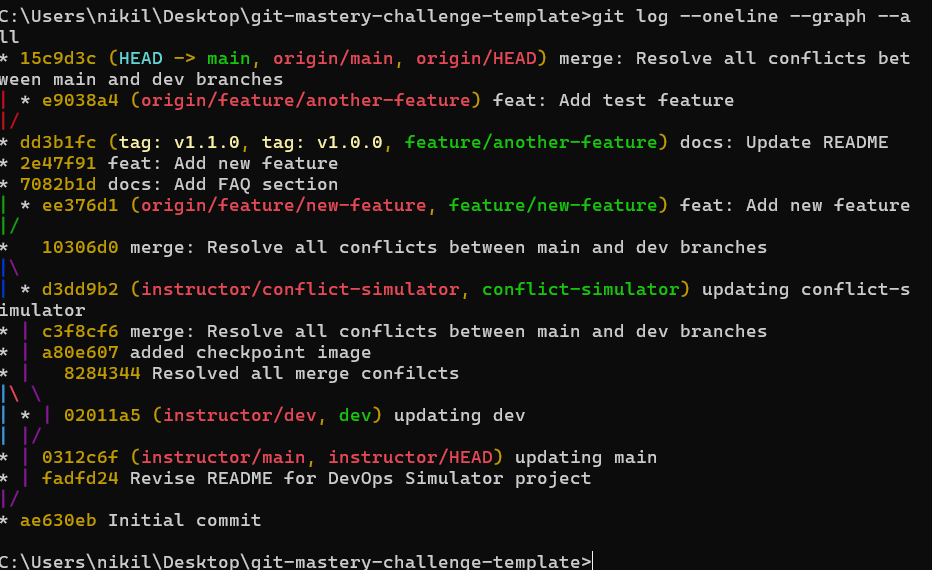 C:\Users\nikil\Desktop\git-mastery-challenge-template>git log --oneline --graph --a
ll
* 15c9d3c (HEAD -> main, origin/main, origin/HEAD) merge: Resolve all conflicts bet
ween main and dev branches
| * e9038a4 (origin/feature/another-feature) feat: Add test feature
|/
* dd3b1fc (tag: v1.1.0, tag: v1.0.0, feature/another-feature) docs: Update README
* 2e47f91 feat: Add new feature
* 7082b1d docs: Add FAQ section
| * ee376d1 (origin/feature/new-feature, feature/new-feature) feat: Add new feature
|/
*   10306d0 merge: Resolve all conflicts between main and dev branches
|\
| * d3dd9b2 (instructor/conflict-simulator, conflict-simulator) updating conflict-s
imulator
* | c3f8cf6 merge: Resolve all conflicts between main and dev branches
* | a80e607 added checkpoint image
* |   8284344 Resolved all merge confilcts
|\ \
| * | 02011a5 (instructor/dev, dev) updating dev
| |/
* | 0312c6f (instructor/main, instructor/HEAD) updating main
* | fadfd24 Revise README for DevOps Simulator project
|/
* ae630eb Initial commit
C:\Users\nikil\Desktop\git-mastery-challenge-template>